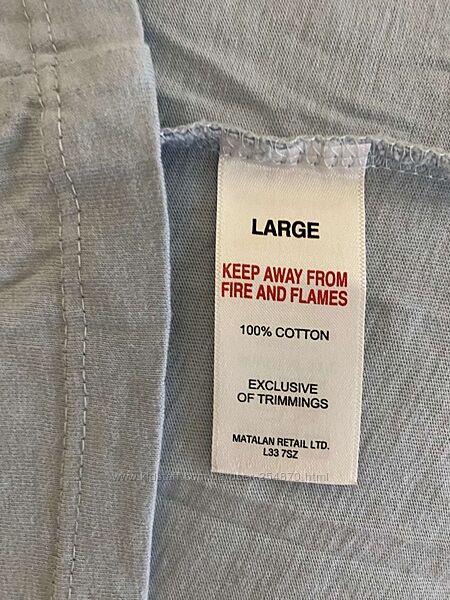 LARGE
KEEP AWAY FROM
FIRE AND FLAMES
100% COTTON
EXCLUSIVE
OF TRIMMINGS
MATALAN RETAIL LTD.
L33 7SZ